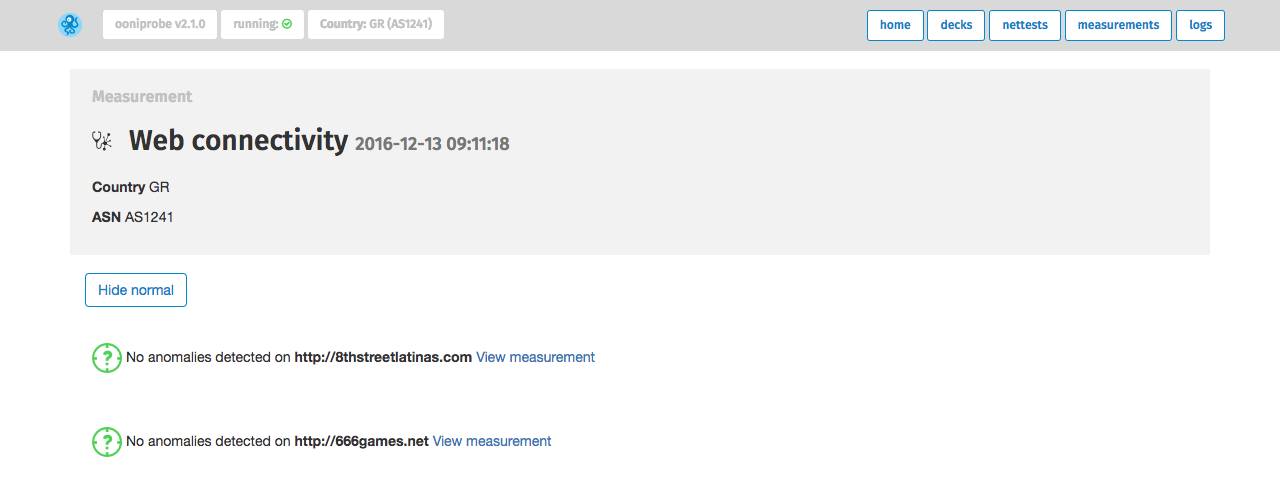 ooniprobe v2.1.0 running: Country: GR (AS1241) home decks nettests measurements logs
Measurement
Web connectivity 2016-12-13 09:11:18
Country GR
ASN AS1241
Hide normal
No anomalies detected on http://8thstreetlatinas.com View measurement
No anomalies detected on http://666games.net View measurement